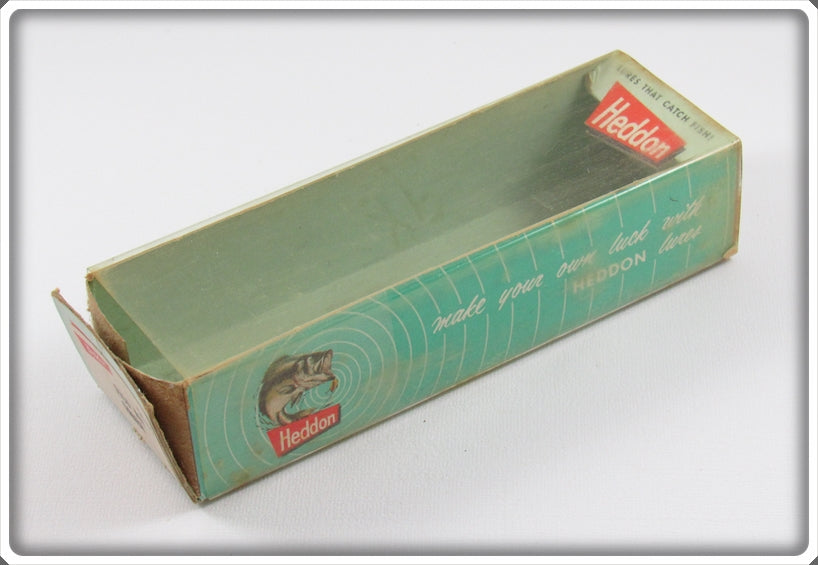 LURES THAT CATCH FISH!
Heddon
make your own luck with
HEDDON lures
Heddon